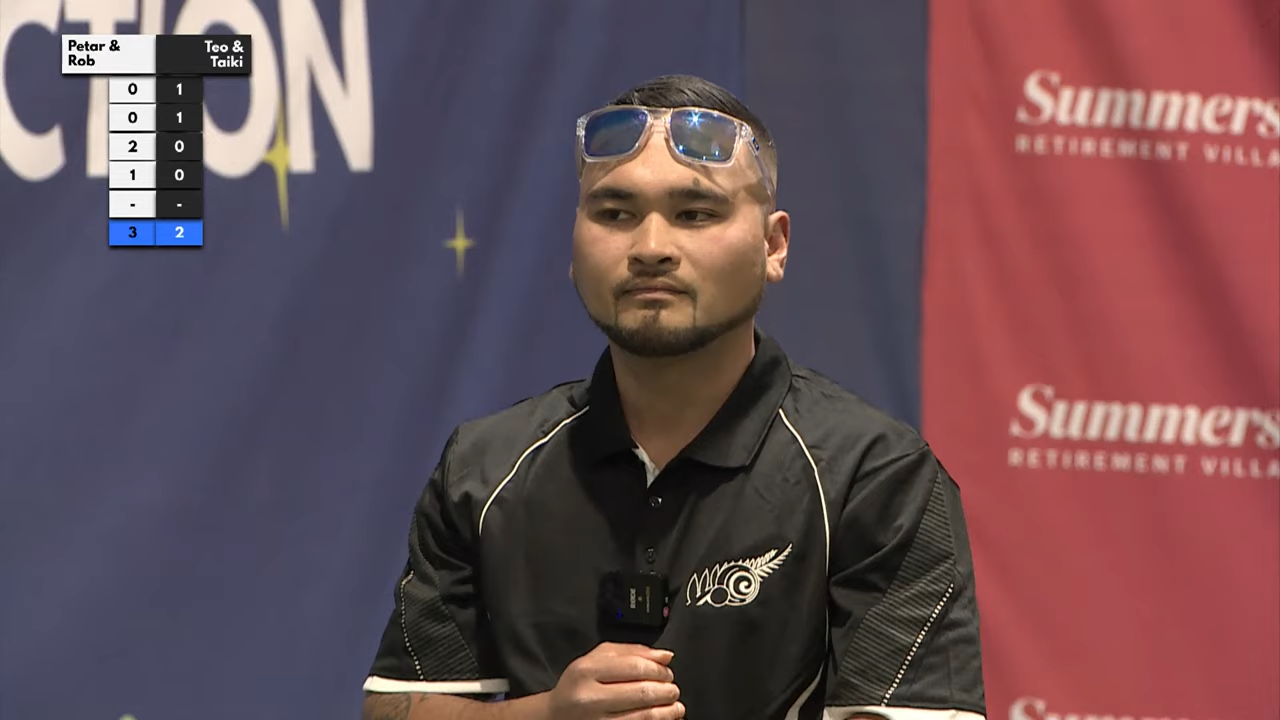 CTION
Petar &
Rob
Teo &
Taiki
0 1
0 1
2 0
1 0
- -
3 2
Summers
RETIREMENT VILLA
Summers
RETIREMENT VILLA
Summers